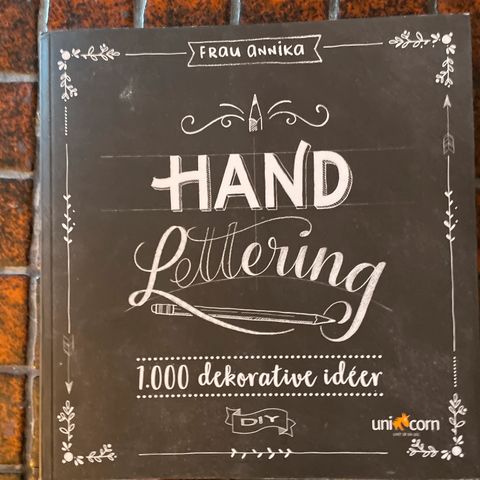 FRAU ANNIKA
HAND
Lettering
1.000 dekorative idéer
DIY
unicorn